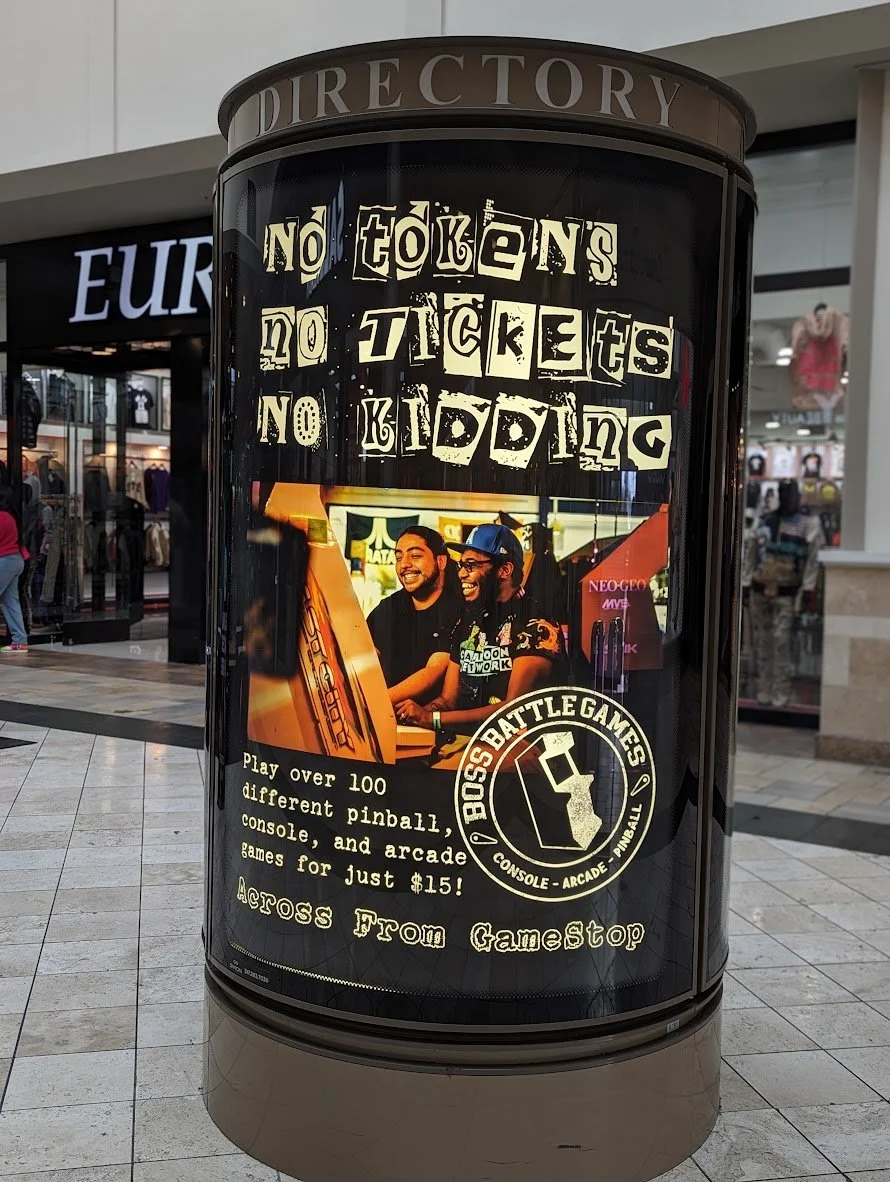 DIRECTORY
EUR
NO TOKENS
NO TICKETS
NO KIDDING
NEO·GEO
MVS
CARTOON
NETWORK
BOSS BATTLE GAMES
CONSOLE - ARCADE - PINBALL
Play over 100
different pinball,
console, and arcade
games for just $15!
Across From GameStop